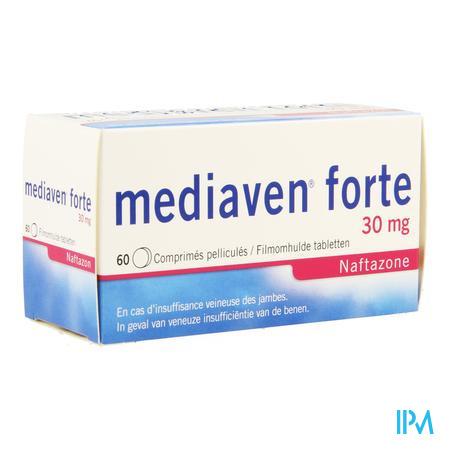 mediaven® forte
30 mg
60 Comprimés pelliculés / Filmomhulde tabletten
Naftazone
En cas d'insuffisance veineuse des jambes.
In geval van veneuze insufficiëntie van de benen.
mediaven forte
30 mg
60 Filmomhulde tabletten
Naftazon
IPM